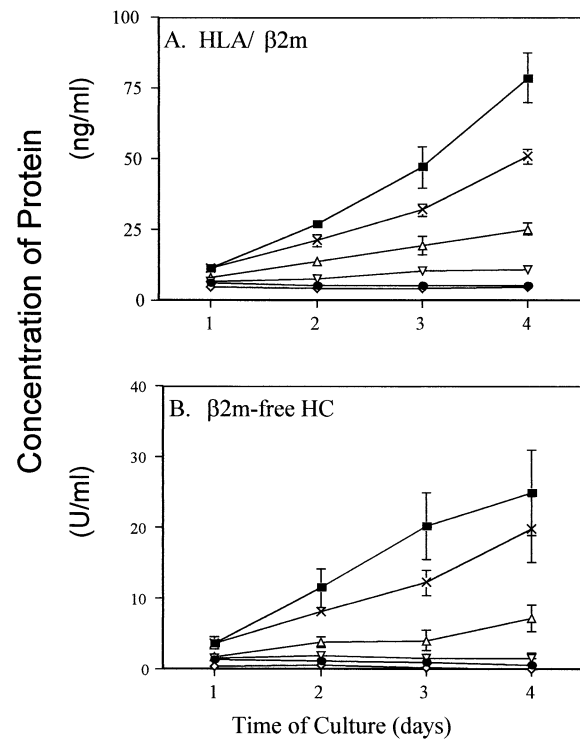 Concentration of Protein
(ng/ml)
A. HLA/ β2m
100
75
50
25
0
1 2 3 4
(U/ml)
B. β2m-free HC
40
30
20
10
0
1 2 3 4
Time of Culture (days)